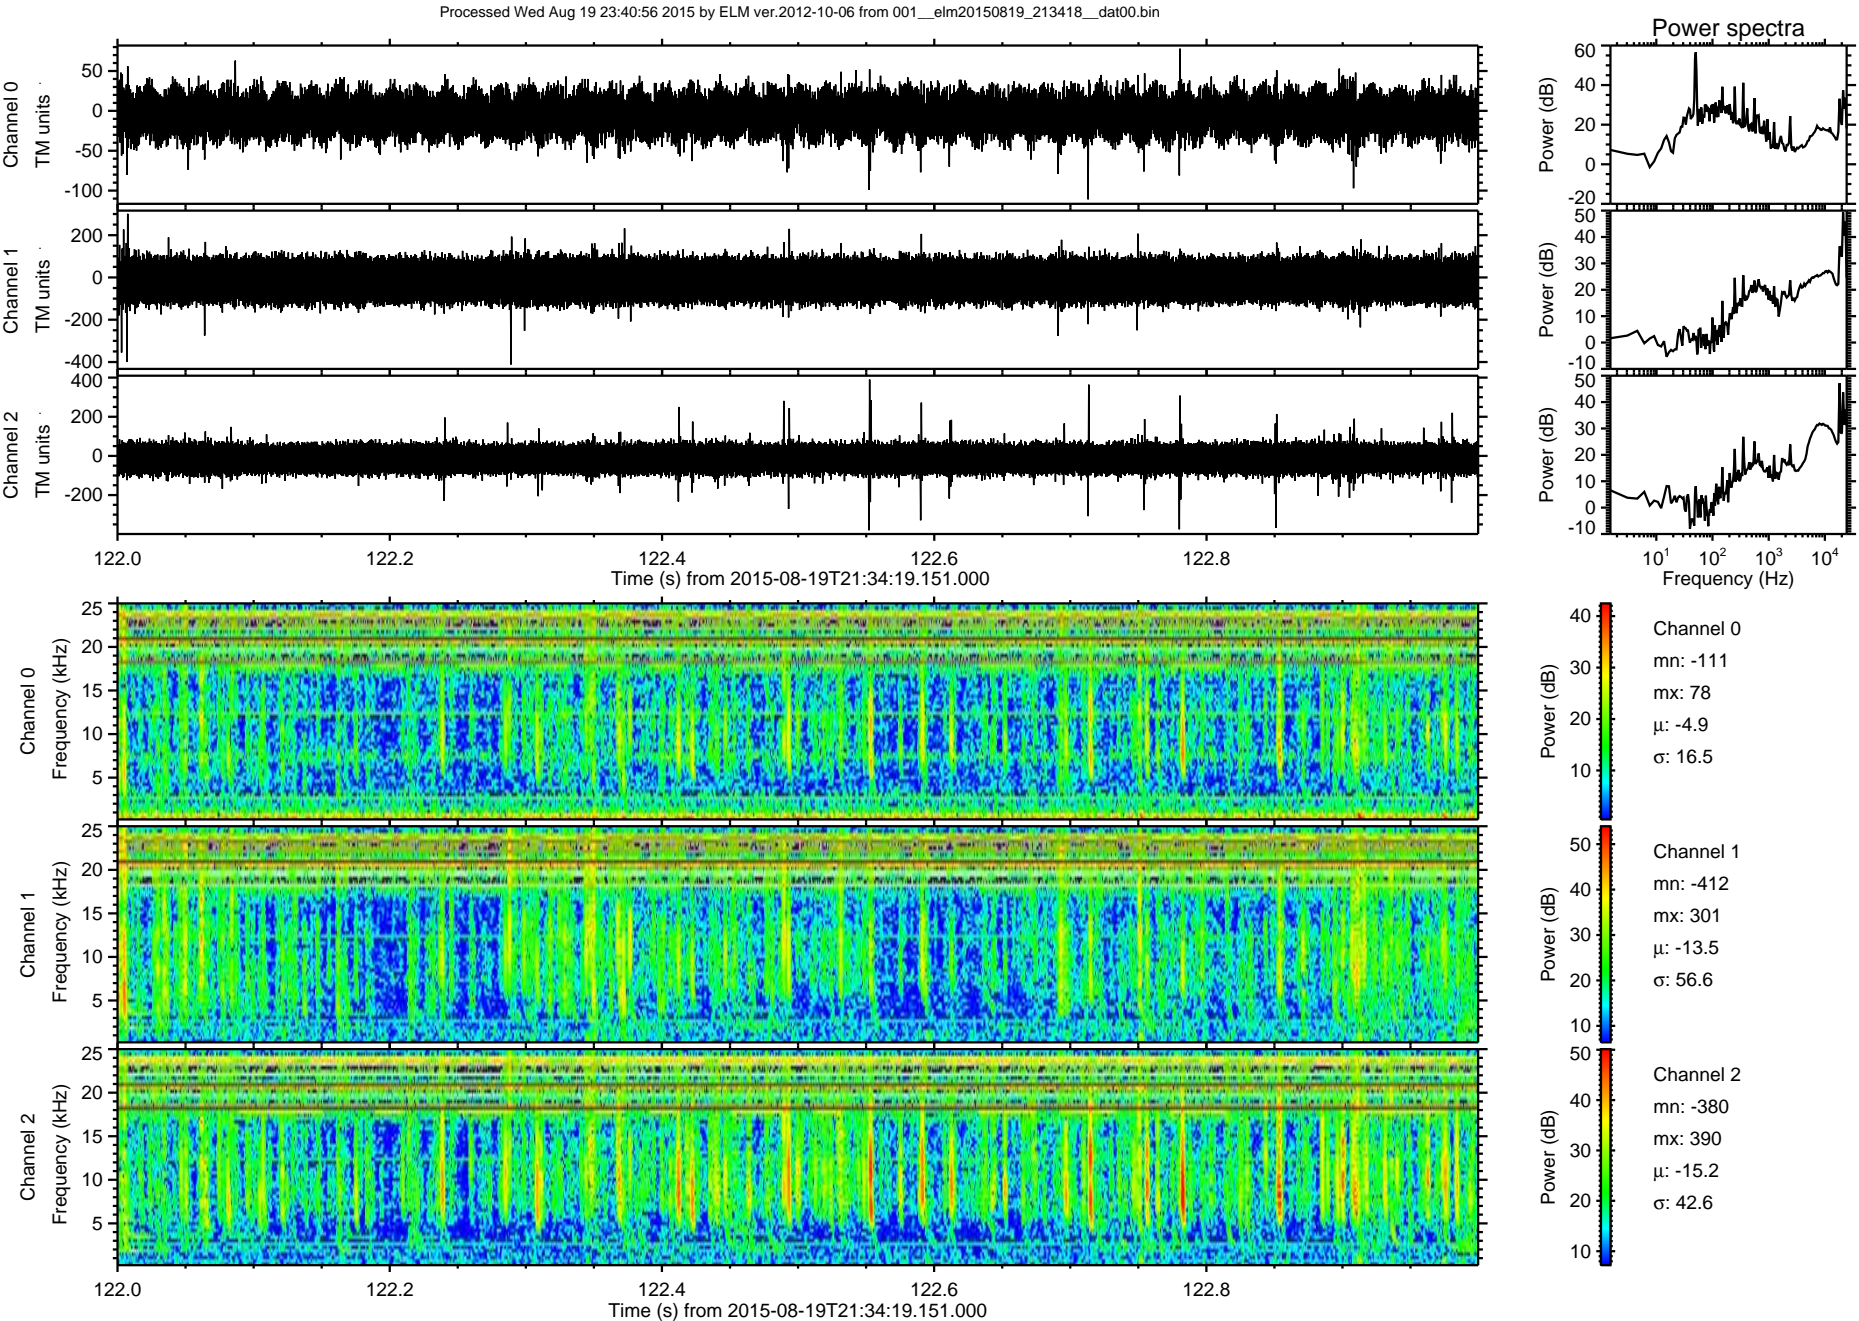 Processed Wed Aug 19 23:40:56 2015 by ELM ver.2012-10-06 from 001__elm20150819_213418__dat00.bin
Power spectra
Channel 0
TM units
50
0
-50
-100
Power (dB)
60
40
20
0
-20
Channel 1
TM units
200
0
-200
-400
Power (dB)
50
40
30
20
10
0
-10
Channel 2
TM units
400
200
0
-200
Power (dB)
50
40
30
20
10
0
-10
122.0 122.2 122.4 122.6 122.8
Time (s) from 2015-08-19T21:34:19.151.000
10^1 10^2 10^3 10^4
Frequency (Hz)
Channel 0
Frequency (kHz)
25
20
15
10
5
Power (dB)
40
30
20
10
Channel 0
mn: -111
mx: 78
μ: -4.9
σ: 16.5
Channel 1
Frequency (kHz)
25
20
15
10
5
Power (dB)
50
40
30
20
10
Channel 1
mn: -412
mx: 301
μ: -13.5
σ: 56.6
Channel 2
Frequency (kHz)
25
20
15
10
5
Power (dB)
50
40
30
20
10
Channel 2
mn: -380
mx: 390
μ: -15.2
σ: 42.6
122.0 122.2 122.4 122.6 122.8
Time (s) from 2015-08-19T21:34:19.151.000